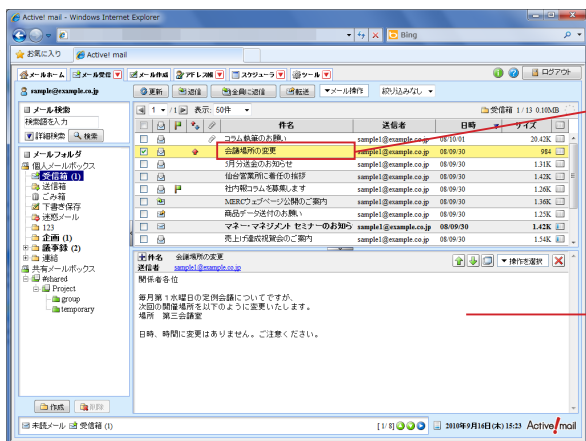 Active! mail - Windows Internet Explorer
Bing
お気に入り Active! mail
メールホーム メール受信 メール作成 アドレス帳 スケジューラ ツール ログアウト
sample@example.co.jp
更新 返信 全員に返信 転送 ▼メール操作 絞り込みなし
メール検索
検索語を入力
▼詳細検索 検索
メールフォルダ
個人メールボックス
受信箱 (1)
送信箱
ごみ箱
下書き保存
迷惑メール
123
企画 (1)
議事録 (2)
連絡
共有メールボックス
#shared
Project
group
temporary
作成 削除
1 / 1 表示: 50件 受信箱 1 / 13 0.10MB
件名 送信者 日時 サイズ
コラム執筆のお願い sample1@example.co.jp 08/10/01 20.42K
会議場所の変更 sample1@example.co.jp 08/09/30 984
5月分送金のお知らせ sample1@example.co.jp 08/09/30 1.31K
仙台営業所に着任の挨拶 sample1@example.co.jp 08/09/30 1.42K
社内報コラムを募集します sample1@example.co.jp 08/09/30 1.26K
MERCウェブページ公開のご案内 sample1@example.co.jp 08/09/30 1.36K
商品データ送付のお願い sample1@example.co.jp 08/09/30 1.25K
マネー・マネジメント セミナーのお知らせ sample1@example.co.jp 08/09/30 1.42K
売上げ達成祝賀会のご案内 sample1@example.co.jp 08/09/30 1.54K
件名 会議場所の変更
送信者 sample1@example.co.jp
▼操作を選択
関係者各位
毎月第1水曜日の定例会議についてですが、
次回の開催場所を以下のように変更いたします。
場所 第三会議室
日時、時間に変更はありません。ご注意ください。
未読メール 受信箱 (1) [1/ 8] 2010年9月16日(木) 15:23 Active! mail